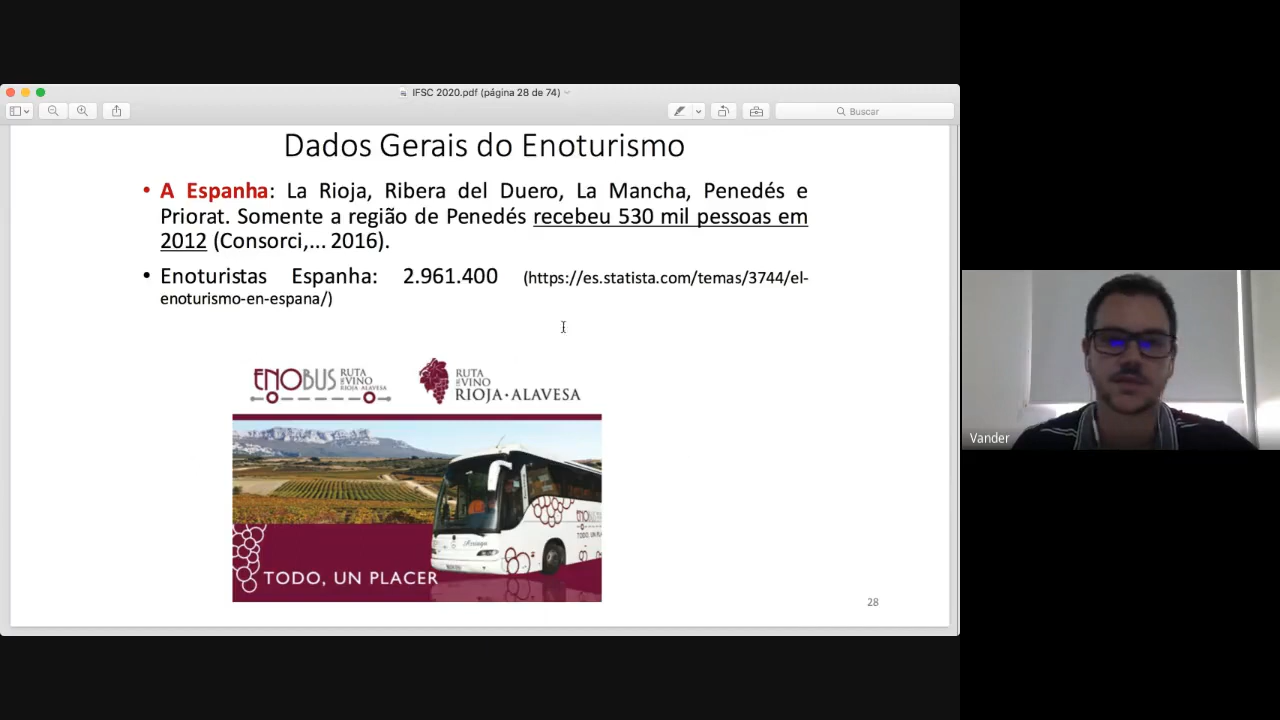 IFSC 2020.pdf (página 28 de 74)
Buscar
Dados Gerais do Enoturismo
• A Espanha: La Rioja, Ribera del Duero, La Mancha, Penedés e
Priorat. Somente a região de Penedés recebeu 530 mil pessoas em
2012 (Consorci,... 2016).
• Enoturistas Espanha: 2.961.400 (https://es.statista.com/temas/3744/el-
enoturismo-en-espana/)
ENOBUS RUTA DEL VINO RIOJA ALAVESA
RUTA
DEL VINO
RIOJA·ALAVESA
ENOBUS
TODO, UN PLACER
28
Vander